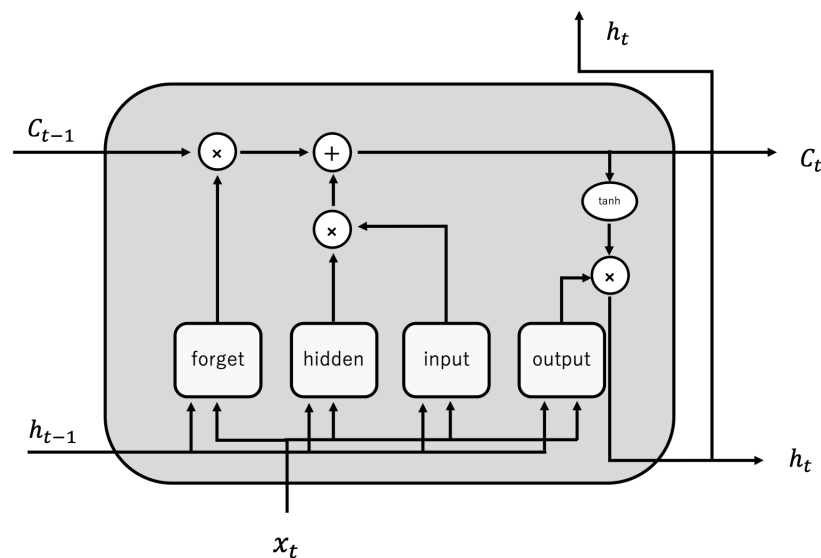 h_t
C_{t-1}
×
+
C_t
tanh
×
×
forget
hidden
input
output
h_{t-1}
h_t
x_t